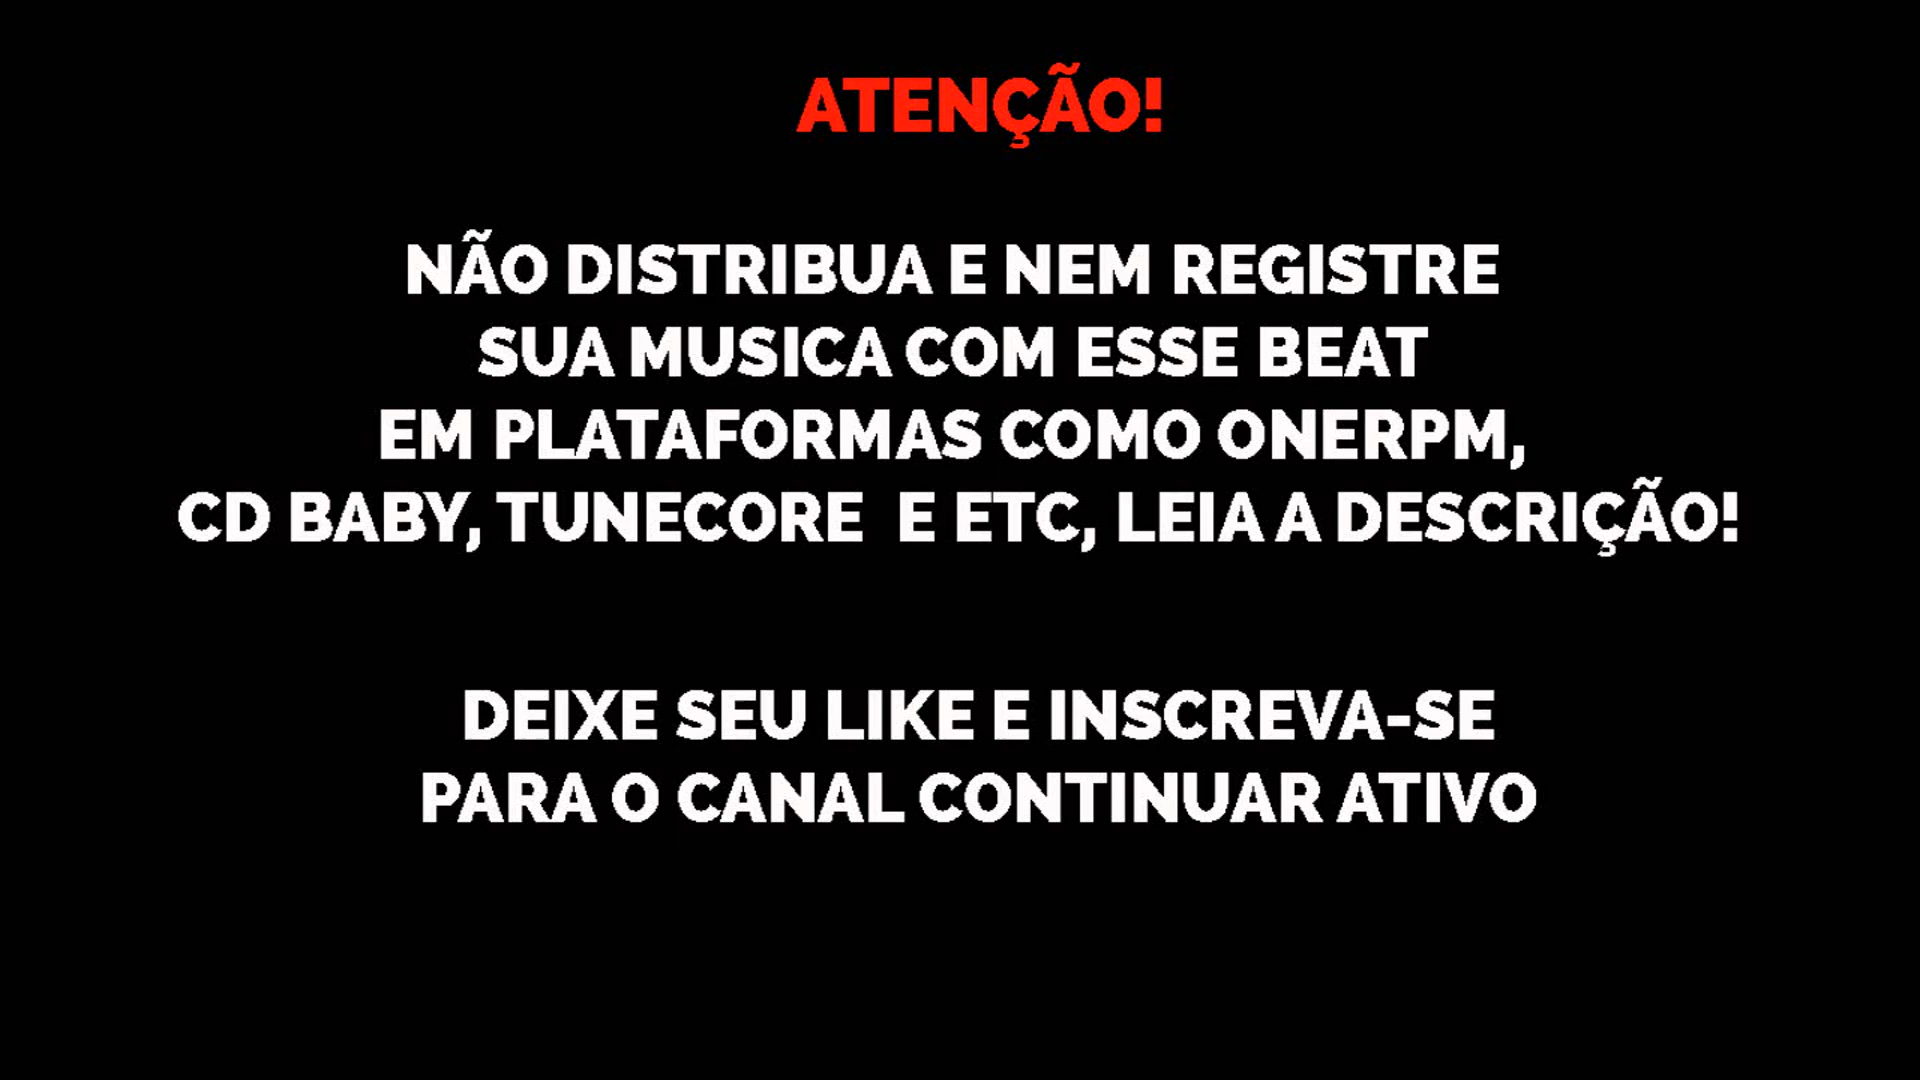 ATENÇÃO!
NÃO DISTRIBUA E NEM REGISTRE
SUA MUSICA COM ESSE BEAT
EM PLATAFORMAS COMO ONERPM,
CD BABY, TUNECORE E ETC, LEIA A DESCRIÇÃO!
DEIXE SEU LIKE E INSCREVA-SE
PARA O CANAL CONTINUAR ATIVO